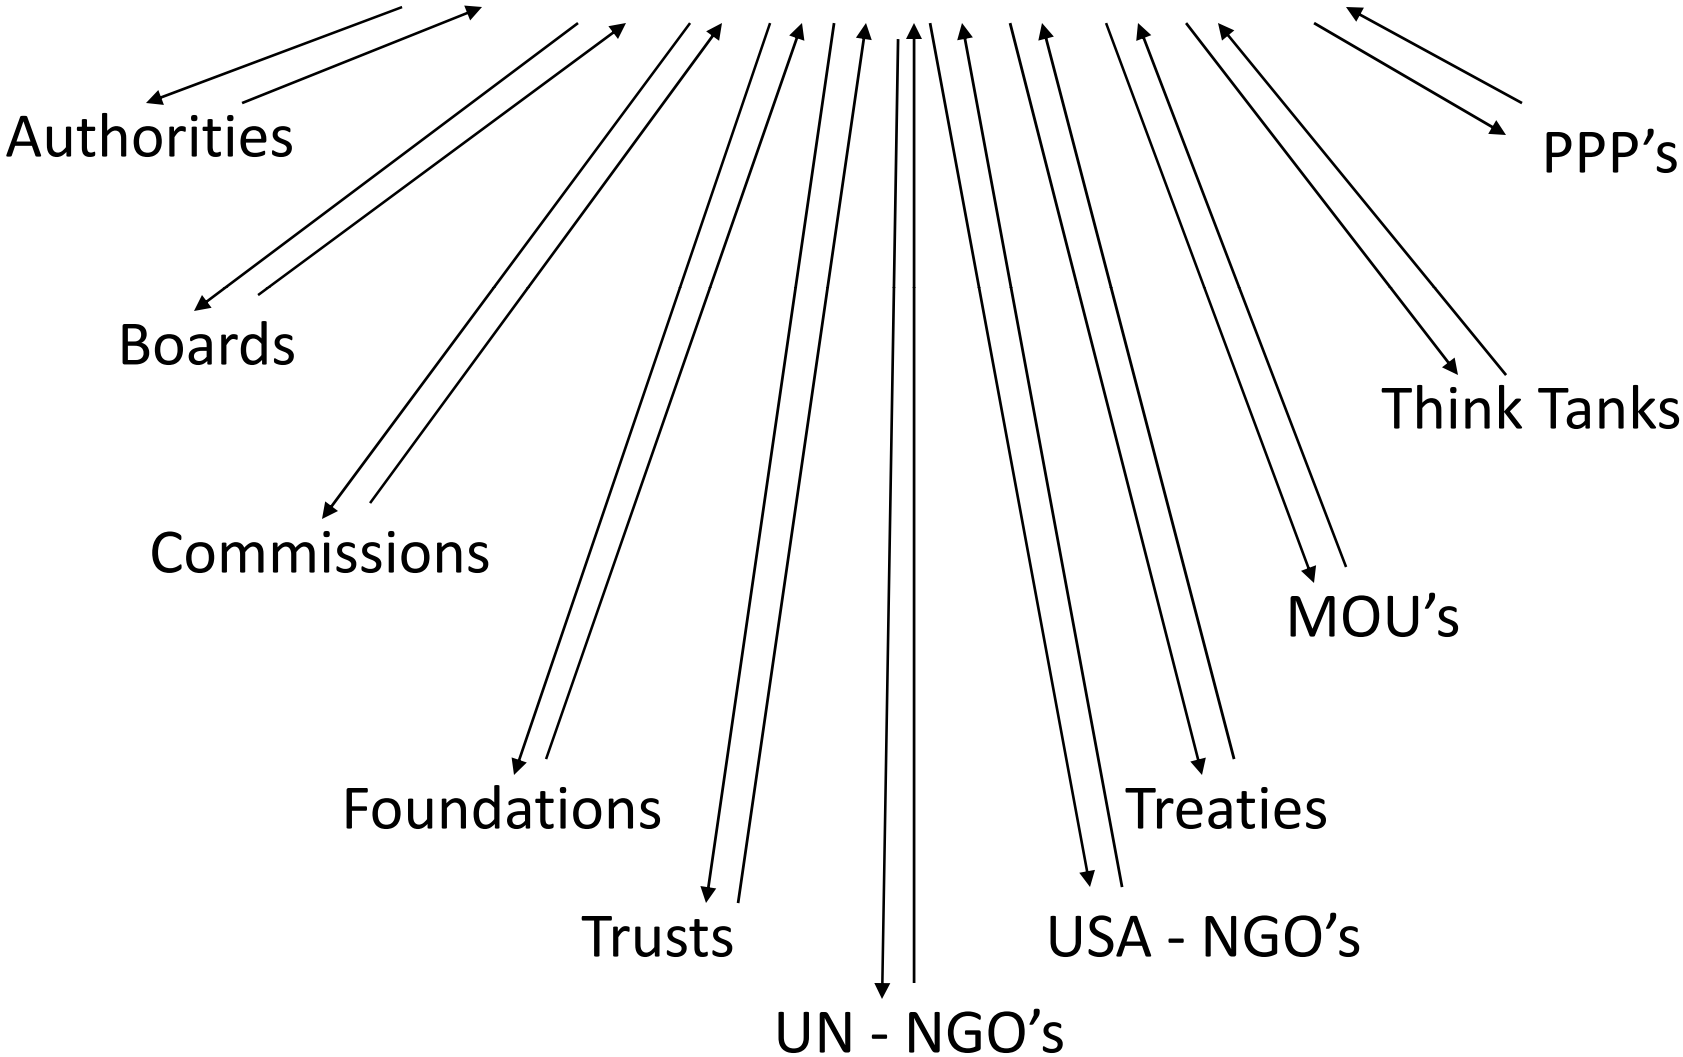 Authorities
PPP’s
Boards
Think Tanks
Commissions
MOU’s
Foundations
Treaties
Trusts
USA - NGO’s
UN - NGO’s